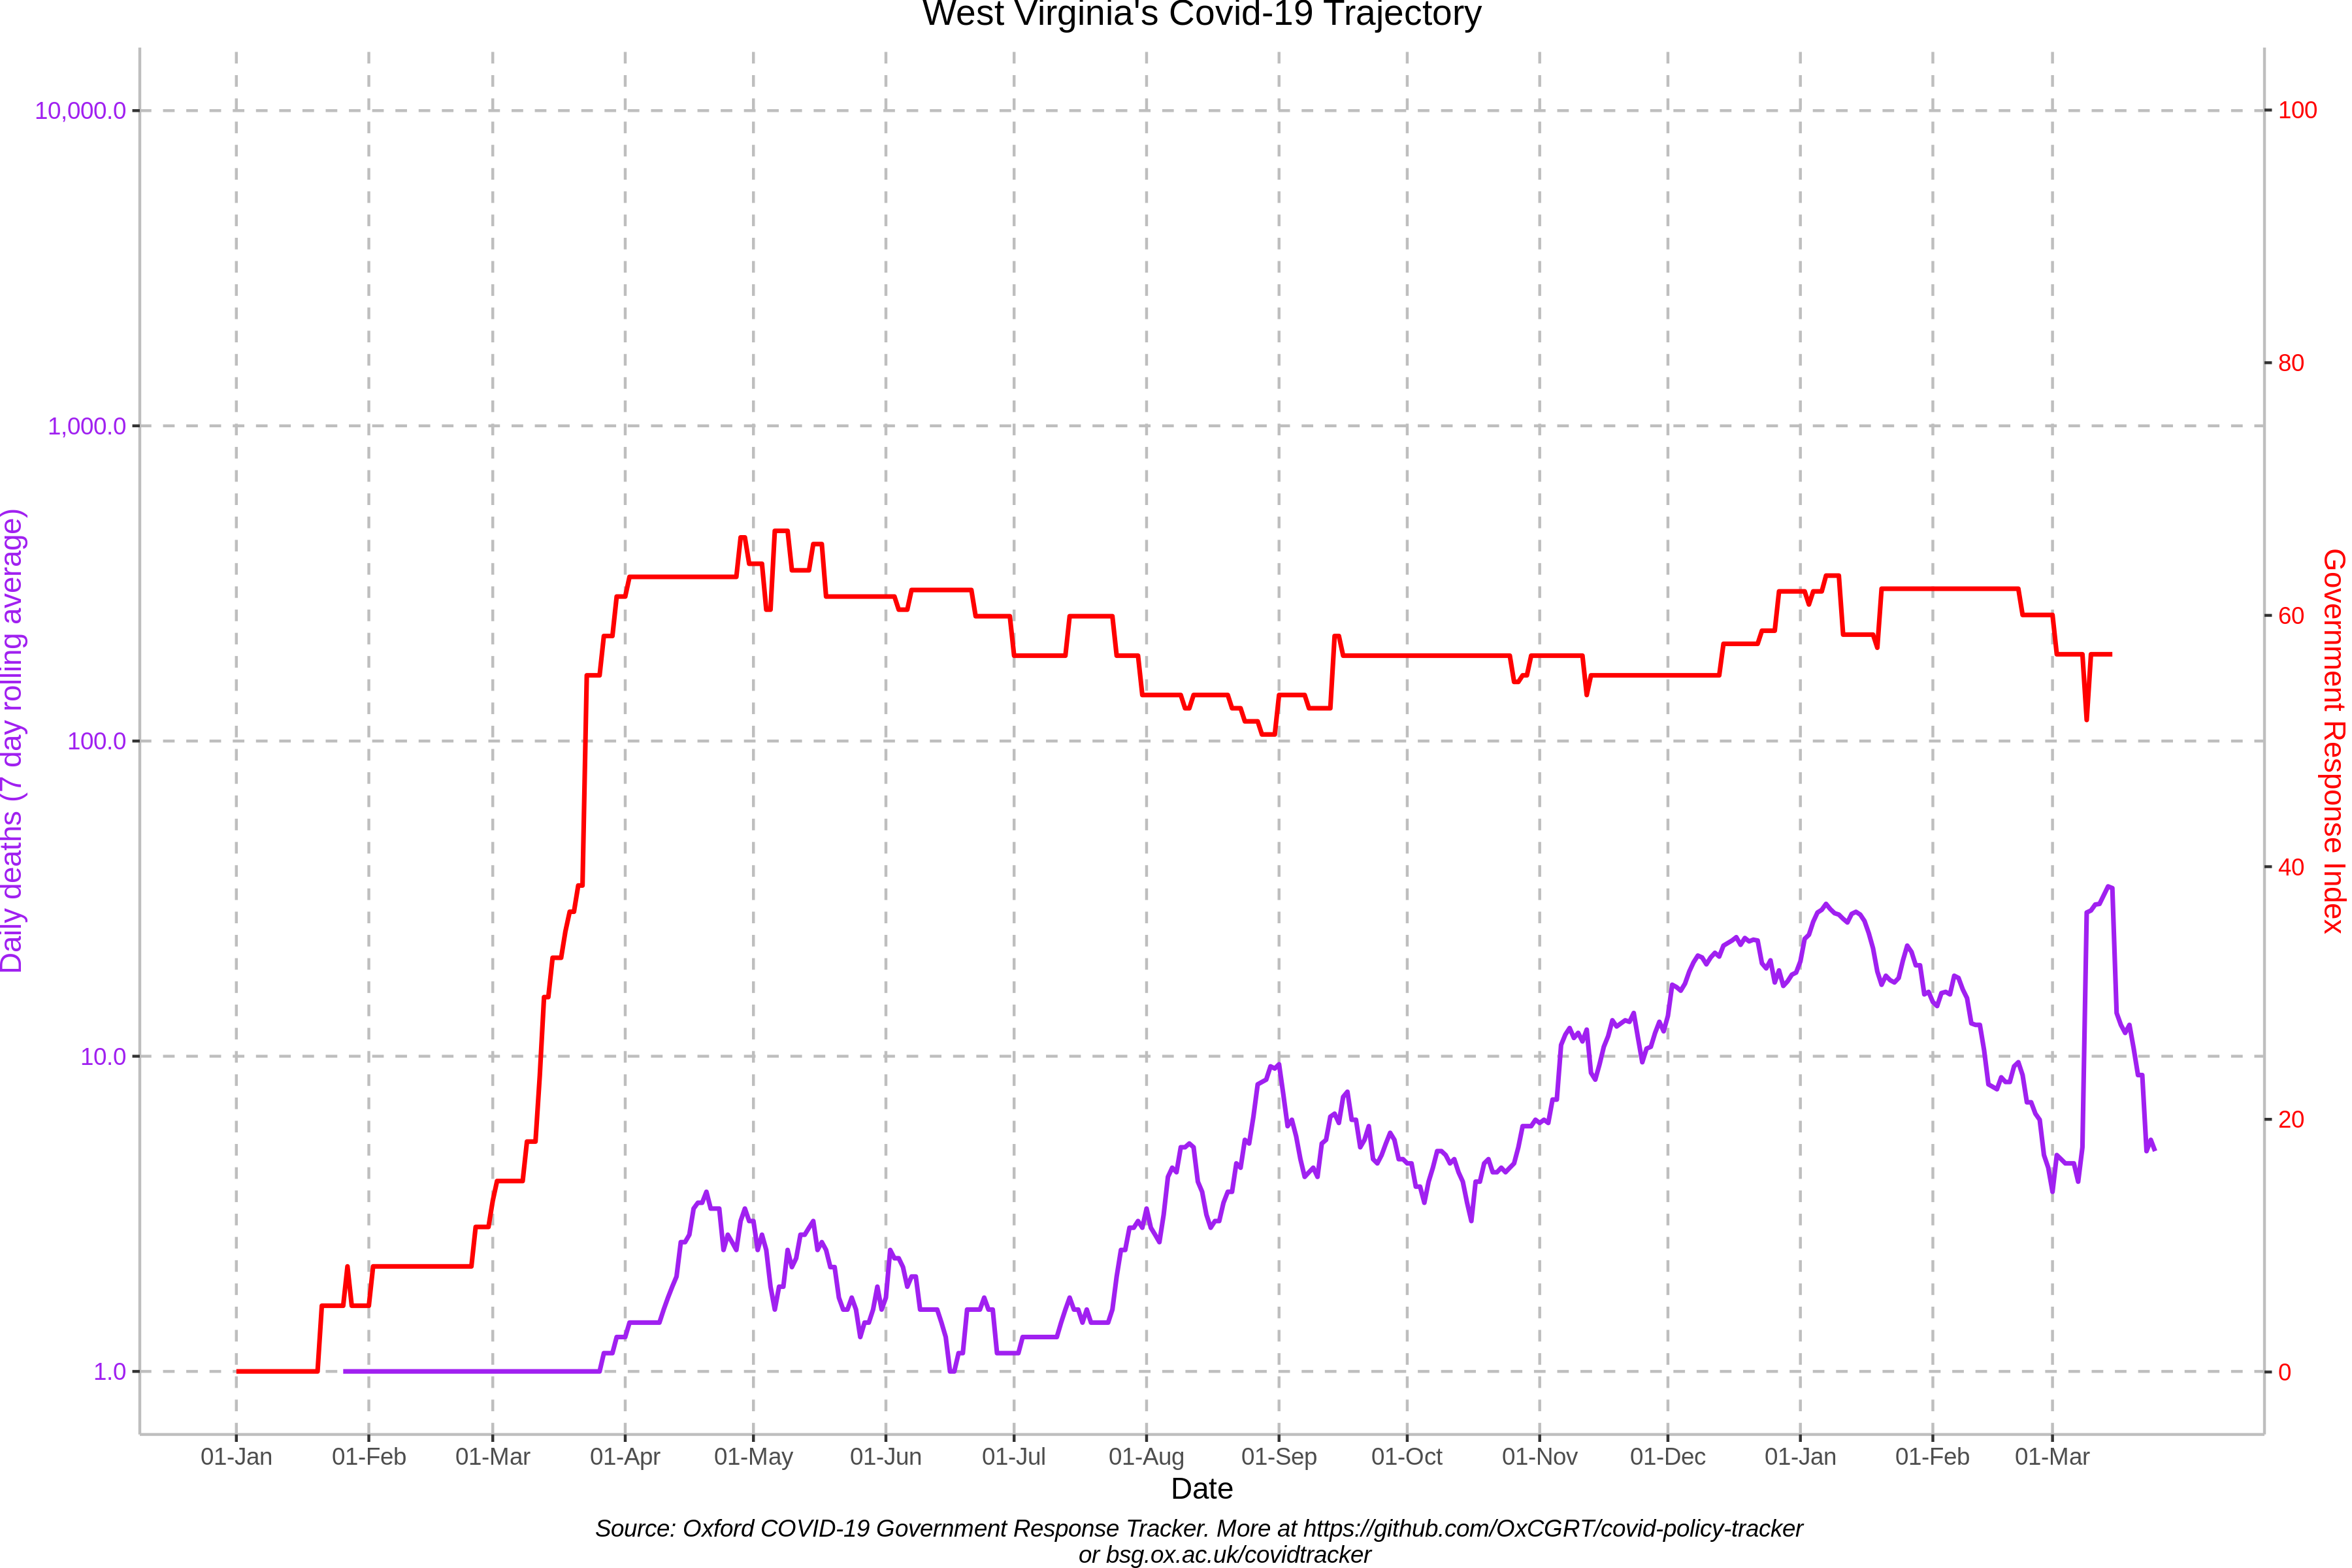 West Virginia's Covid-19 Trajectory
10,000.0
1,000.0
100.0
10.0
1.0
Daily deaths (7 day rolling average)
100
80
60
40
20
0
Government Response Index
01-Jan 01-Feb 01-Mar 01-Apr 01-May 01-Jun 01-Jul 01-Aug 01-Sep 01-Oct 01-Nov 01-Dec 01-Jan 01-Feb 01-Mar
Date
Source: Oxford COVID-19 Government Response Tracker. More at https://github.com/OxCGRT/covid-policy-tracker
or bsg.ox.ac.uk/covidtracker